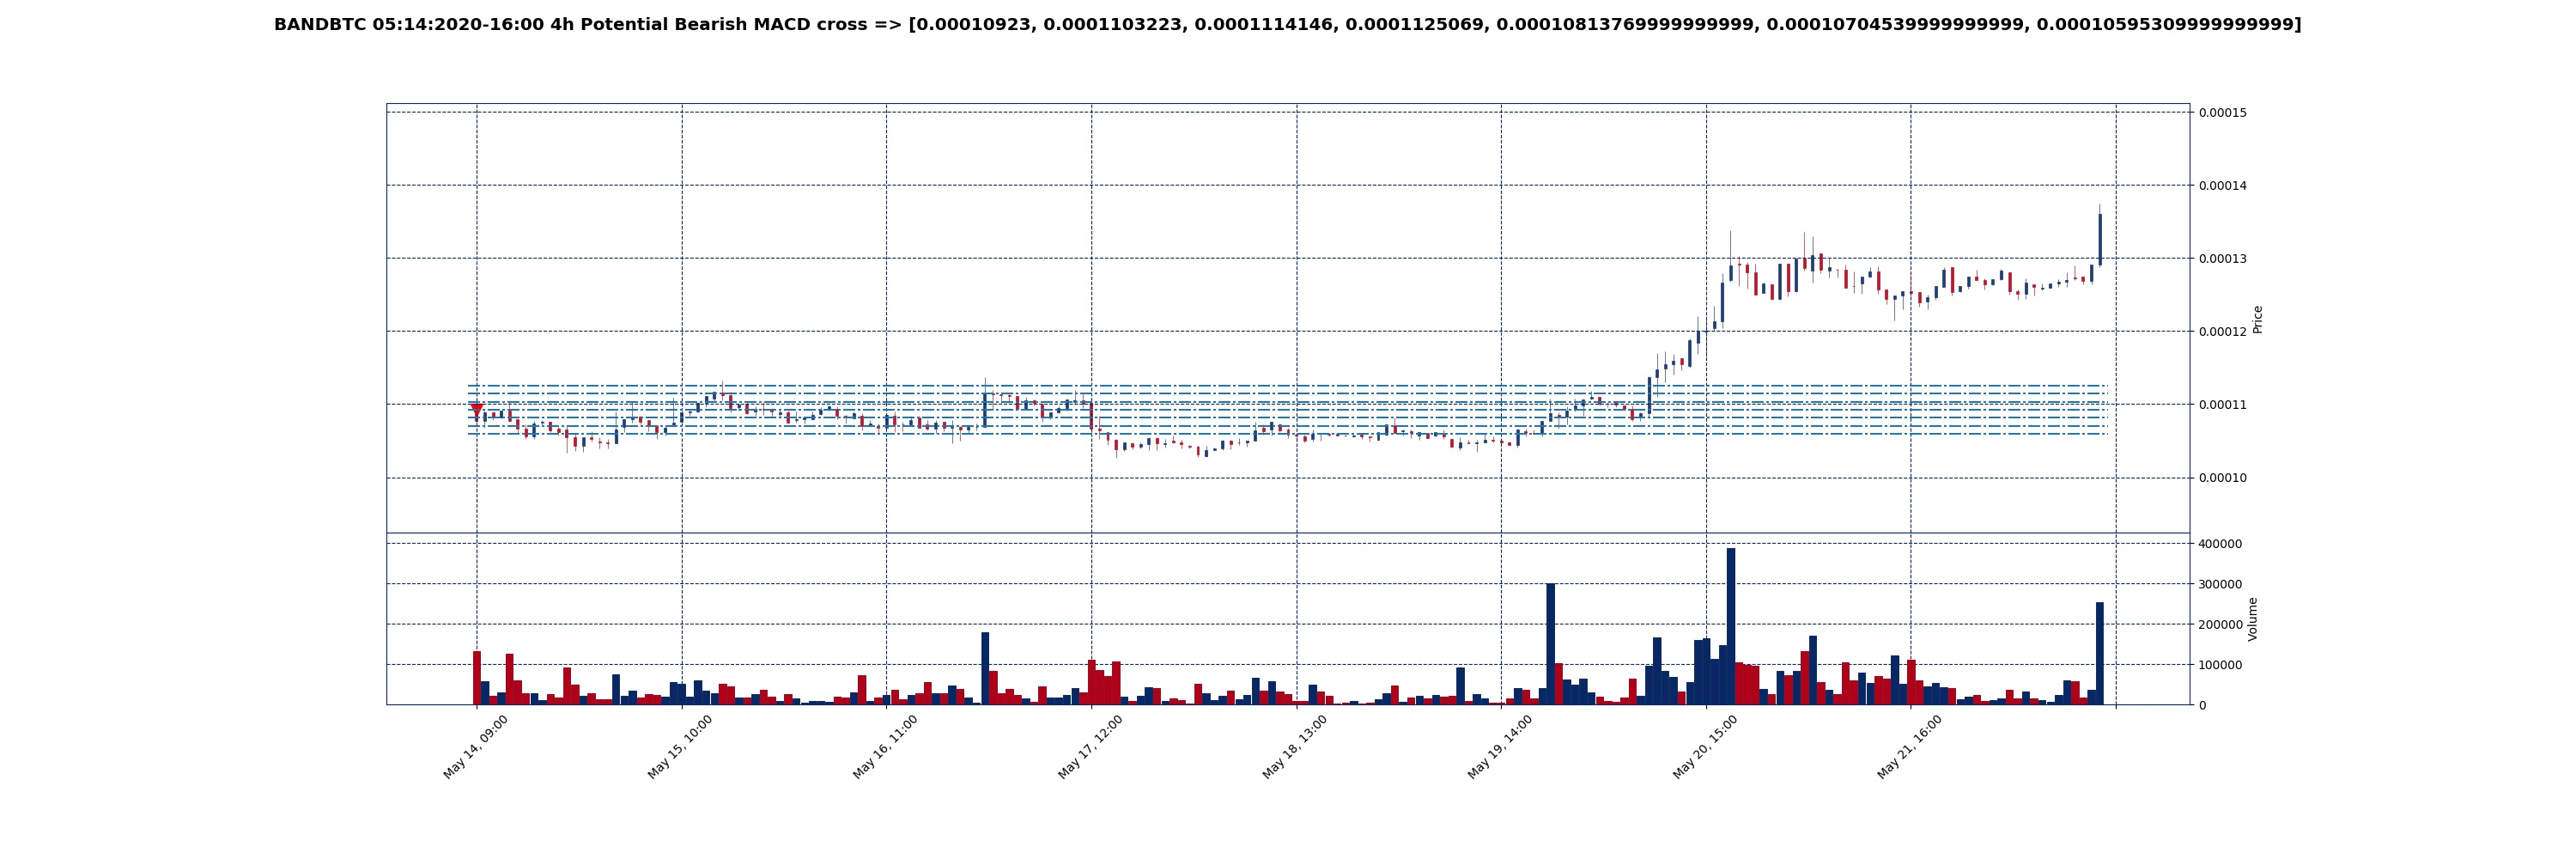 BANDBTC 05:14:2020-16:00 4h Potential Bearish MACD cross => [0.00010923, 0.0001103223, 0.0001114146, 0.0001125069, 0.00010813769999999999, 0.00010704539999999999, 0.00010595309999999999]
0.00015
0.00014
0.00013
0.00012
0.00011
0.00010
Price
400000
300000
200000
100000
0
Volume
May 14, 09:00
May 15, 10:00
May 16, 11:00
May 17, 12:00
May 18, 13:00
May 19, 14:00
May 20, 15:00
May 21, 16:00